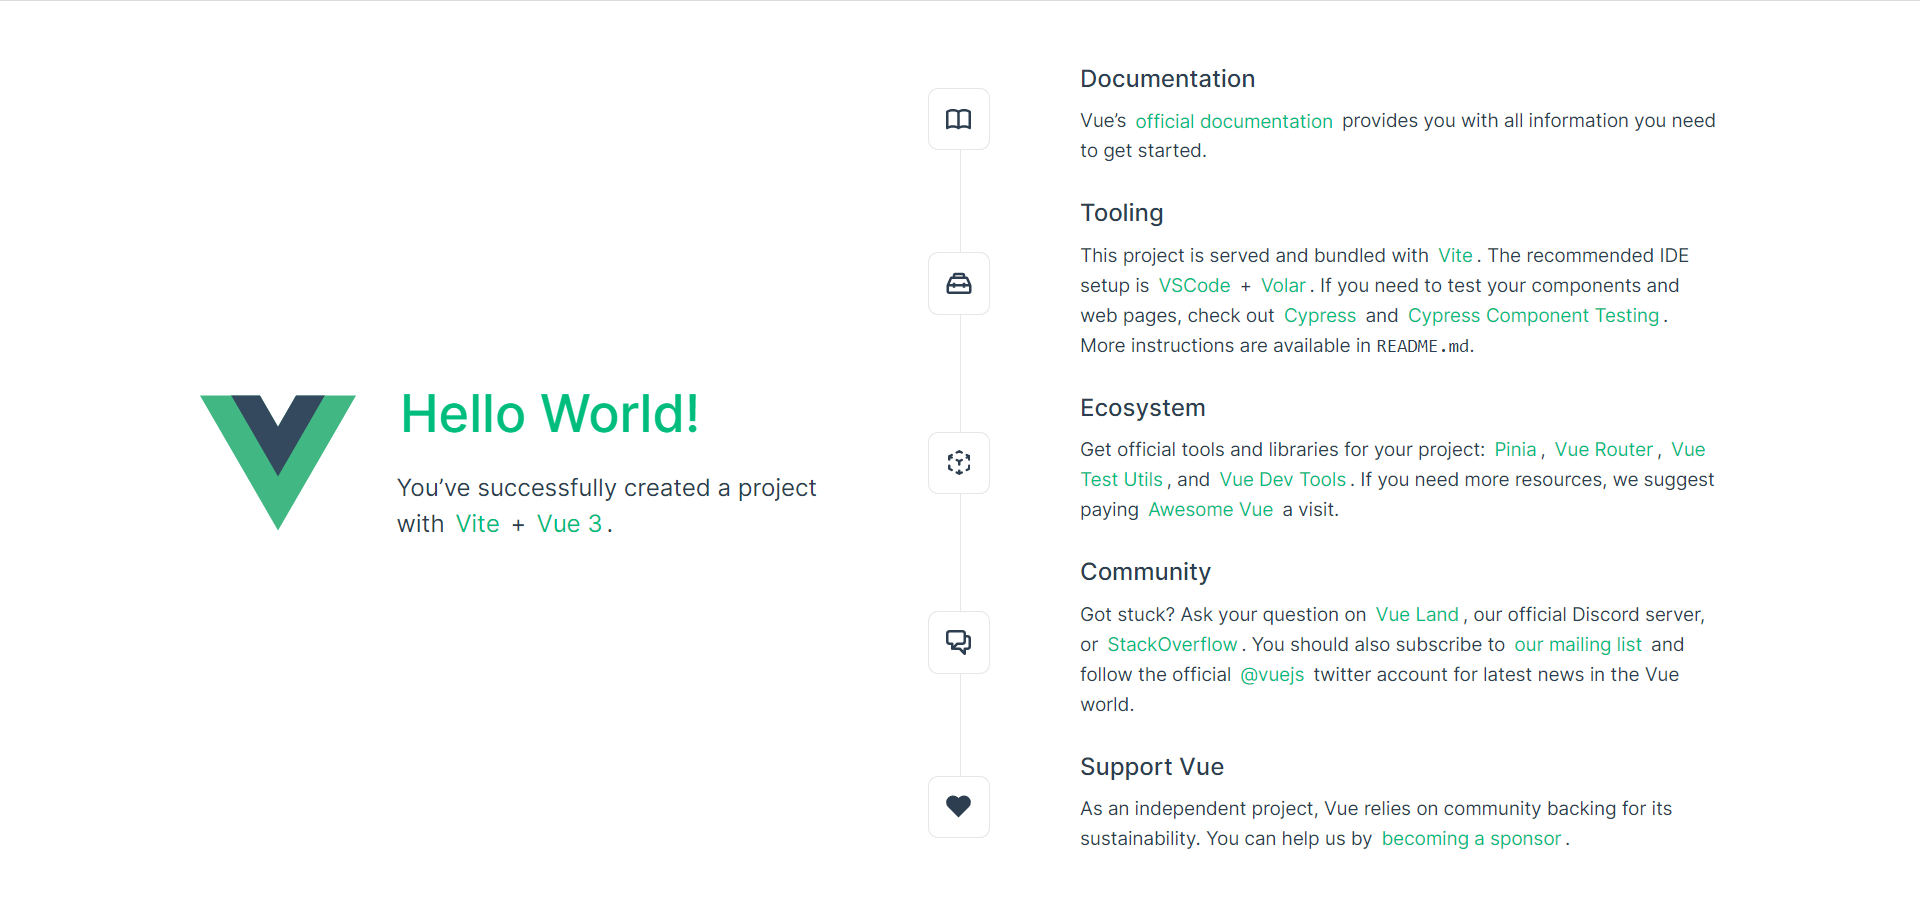 Hello World!
You’ve successfully created a project
with Vite + Vue 3.
Documentation
Vue’s official documentation provides you with all information you need
to get started.
Tooling
This project is served and bundled with Vite. The recommended IDE
setup is VSCode + Volar. If you need to test your components and
web pages, check out Cypress and Cypress Component Testing.
More instructions are available in README.md.
Ecosystem
Get official tools and libraries for your project: Pinia, Vue Router, Vue
Test Utils, and Vue Dev Tools. If you need more resources, we suggest
paying Awesome Vue a visit.
Community
Got stuck? Ask your question on Vue Land, our official Discord server,
or StackOverflow. You should also subscribe to our mailing list and
follow the official @vuejs twitter account for latest news in the Vue
world.
Support Vue
As an independent project, Vue relies on community backing for its
sustainability. You can help us by becoming a sponsor.